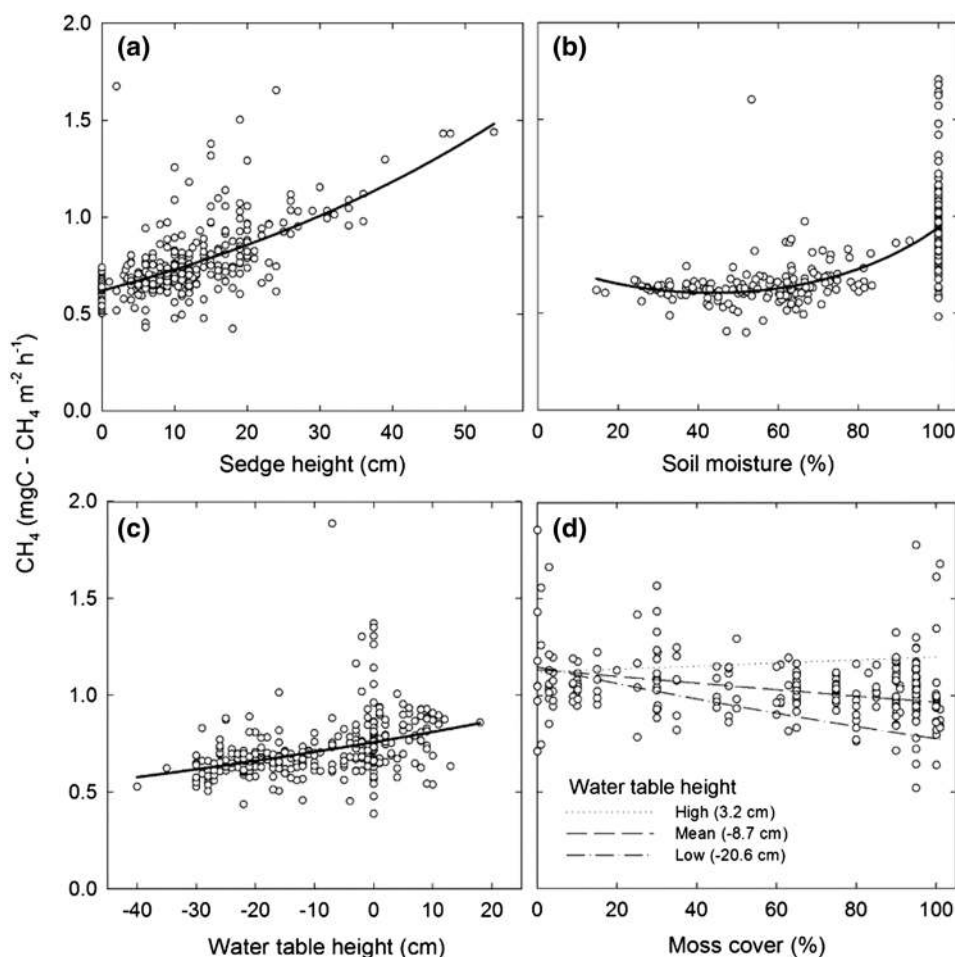 CH4 (mgC - CH4 m-2 h-1)
(a)
2.0
1.5
1.0
0.5
0.0
0 10 20 30 40 50
Sedge height (cm)
(b)
0 20 40 60 80 100
Soil moisture (%)
(c)
2.0
1.5
1.0
0.5
0.0
-40 -30 -20 -10 0 10 20
Water table height (cm)
(d)
Water table height
High (3.2 cm)
Mean (-8.7 cm)
Low (-20.6 cm)
0 20 40 60 80 100
Moss cover (%)